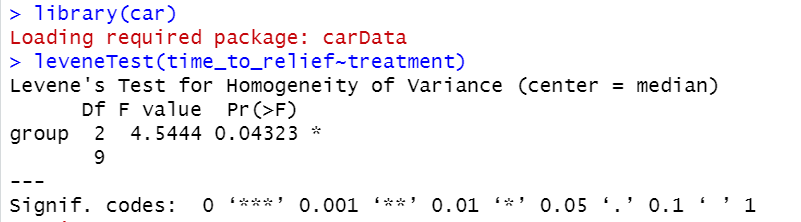 > library(car)
Loading required package: carData
> leveneTest(time_to_relief~treatment)
Levene's Test for Homogeneity of Variance (center = median)
      Df F value  Pr(>F)
group  2  4.5444 0.04323 *
       9
---
Signif. codes:  0 ‘***’ 0.001 ‘**’ 0.01 ‘*’ 0.05 ‘.’ 0.1 ‘ ’ 1